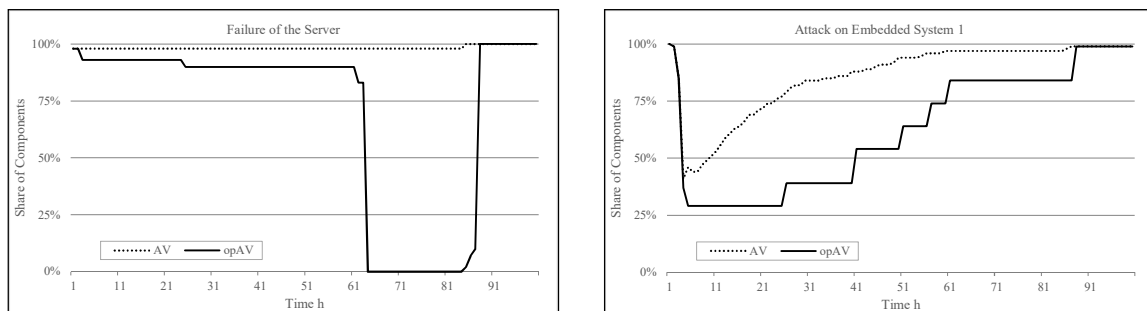 Failure of the Server
100%
75%
50%
25%
0%
Share of Components
AV
opAV
1 11 21 31 41 51 61 71 81 91
Time h
Attack on Embedded System 1
100%
75%
50%
25%
0%
Share of Components
AV
opAV
1 11 21 31 41 51 61 71 81 91
Time h